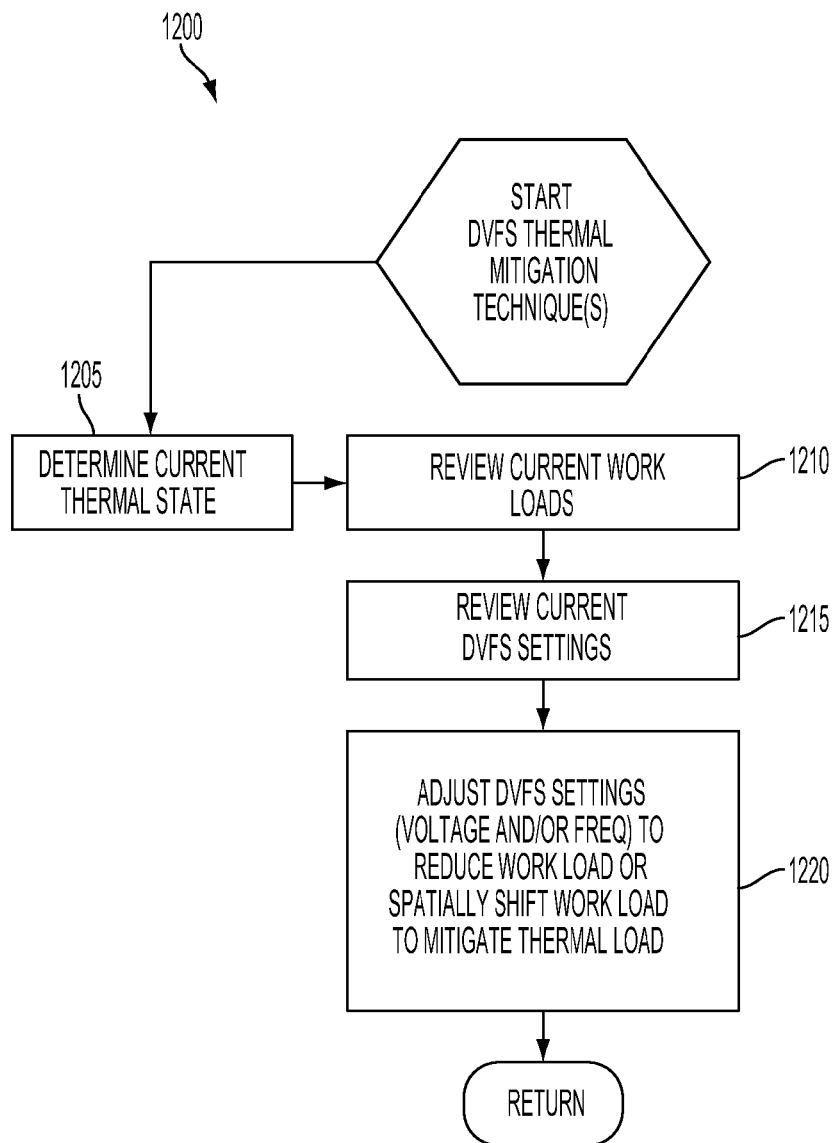 1200
START
DVFS THERMAL
MITIGATION
TECHNIQUE(S)
1205
DETERMINE CURRENT
THERMAL STATE
REVIEW CURRENT WORK
LOADS
1210
REVIEW CURRENT
DVFS SETTINGS
1215
ADJUST DVFS SETTINGS
(VOLTAGE AND/OR FREQ) TO
REDUCE WORK LOAD OR
SPATIALLY SHIFT WORK LOAD
TO MITIGATE THERMAL LOAD
1220
RETURN